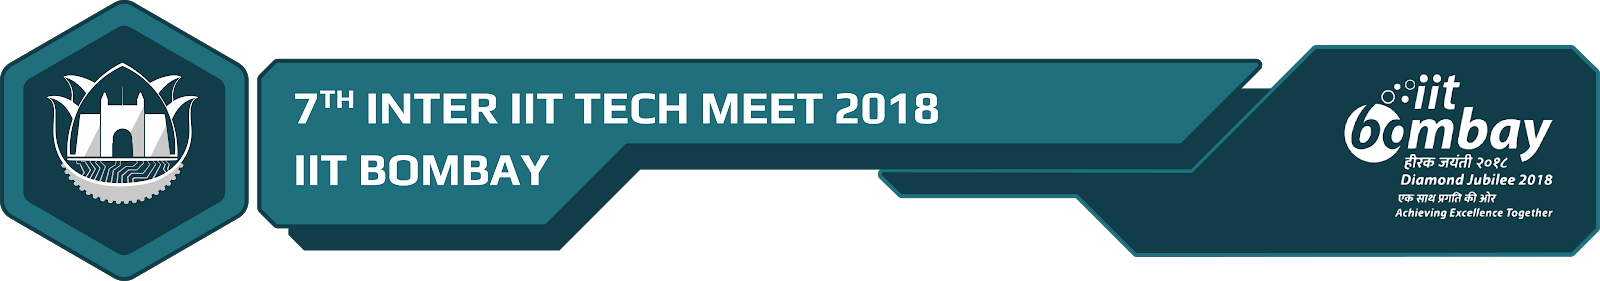 7TH INTER IIT TECH MEET 2018
IIT BOMBAY
iit
bombay
हीरक जयंती २०१८
Diamond Jubilee 2018
एक साथ प्रगति की ओर
Achieving Excellence Together